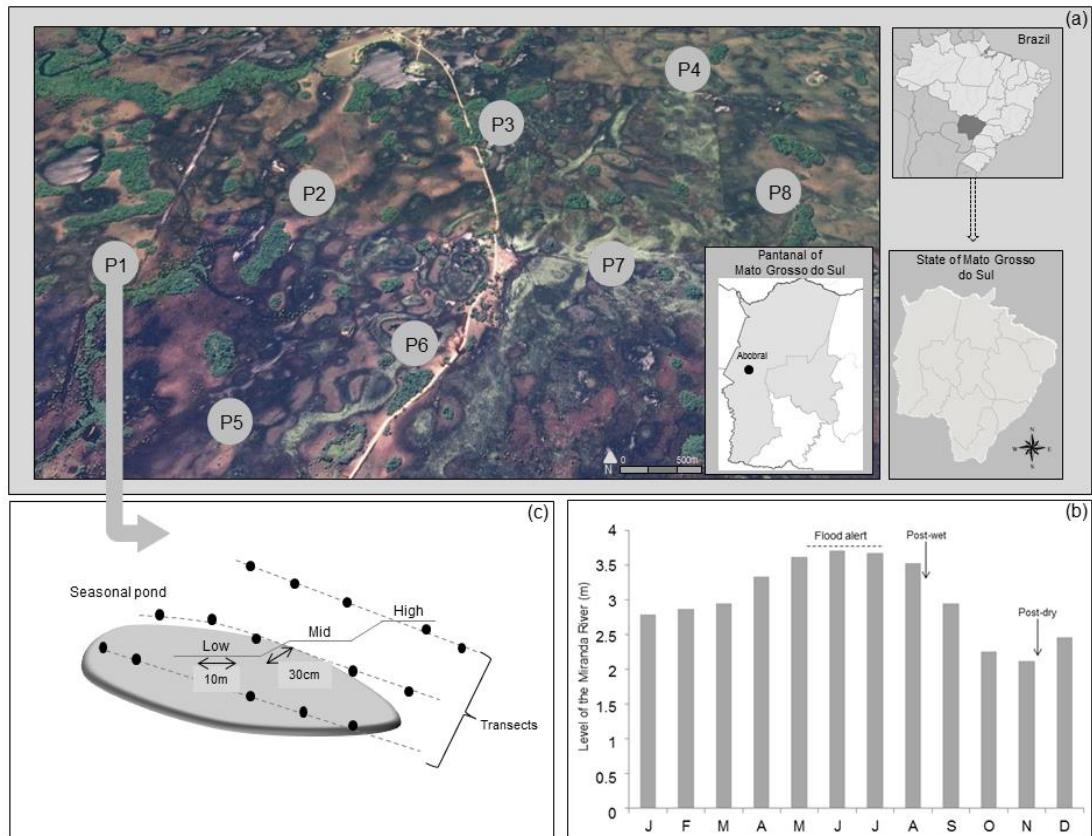 (a)
P1
P2
P3
P4
P5
P6
P7
P8
N
0
500m
Pantanal of
Mato Grosso do Sul
Abobral
Brazil
State of Mato Grosso
do Sul
N
W
E
S
(c)
Seasonal pond
High
Mid
Low
10m
30cm
Transects
(b)
Level of the Miranda River (m)
4
3.5
3
2.5
2
1.5
1
0.5
0
Flood alert
Post-wet
Post-dry
J F M A M J J A S O N D